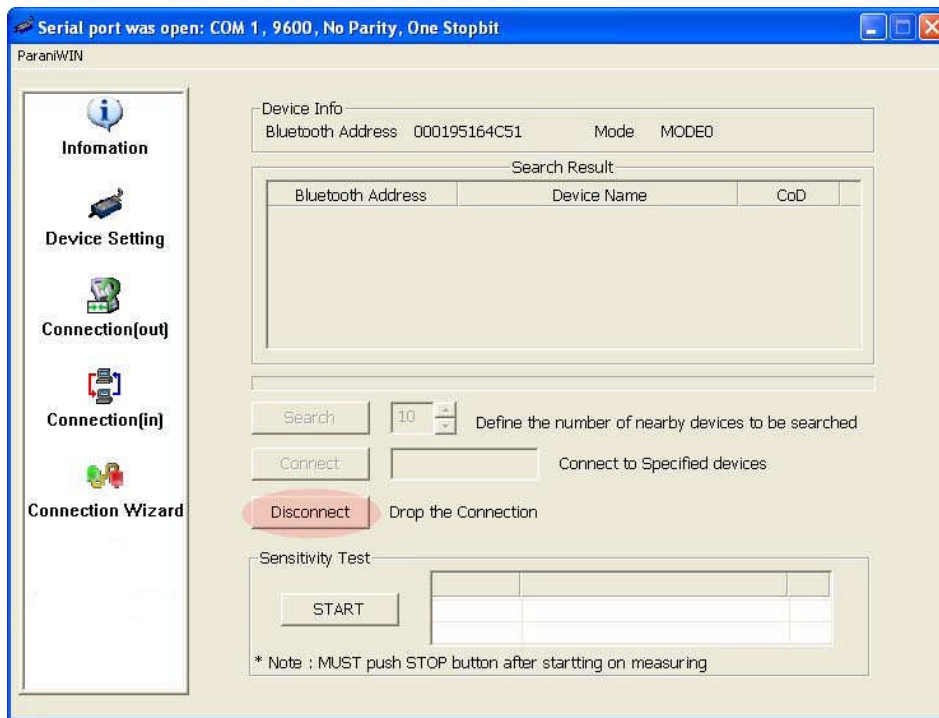 Serial port was open: COM 1, 9600, No Parity, One Stopbit
ParaniWIN
Infomation
Device Setting
Connection(out)
Connection(in)
Connection Wizard
Device Info
Bluetooth Address 000195164C51 Mode MODE0
Search Result
Bluetooth Address Device Name CoD
Search 10 Define the number of nearby devices to be searched
Connect Connect to Specified devices
Disconnect Drop the Connection
Sensitivity Test
START
* Note : MUST push STOP button after startting on measuring